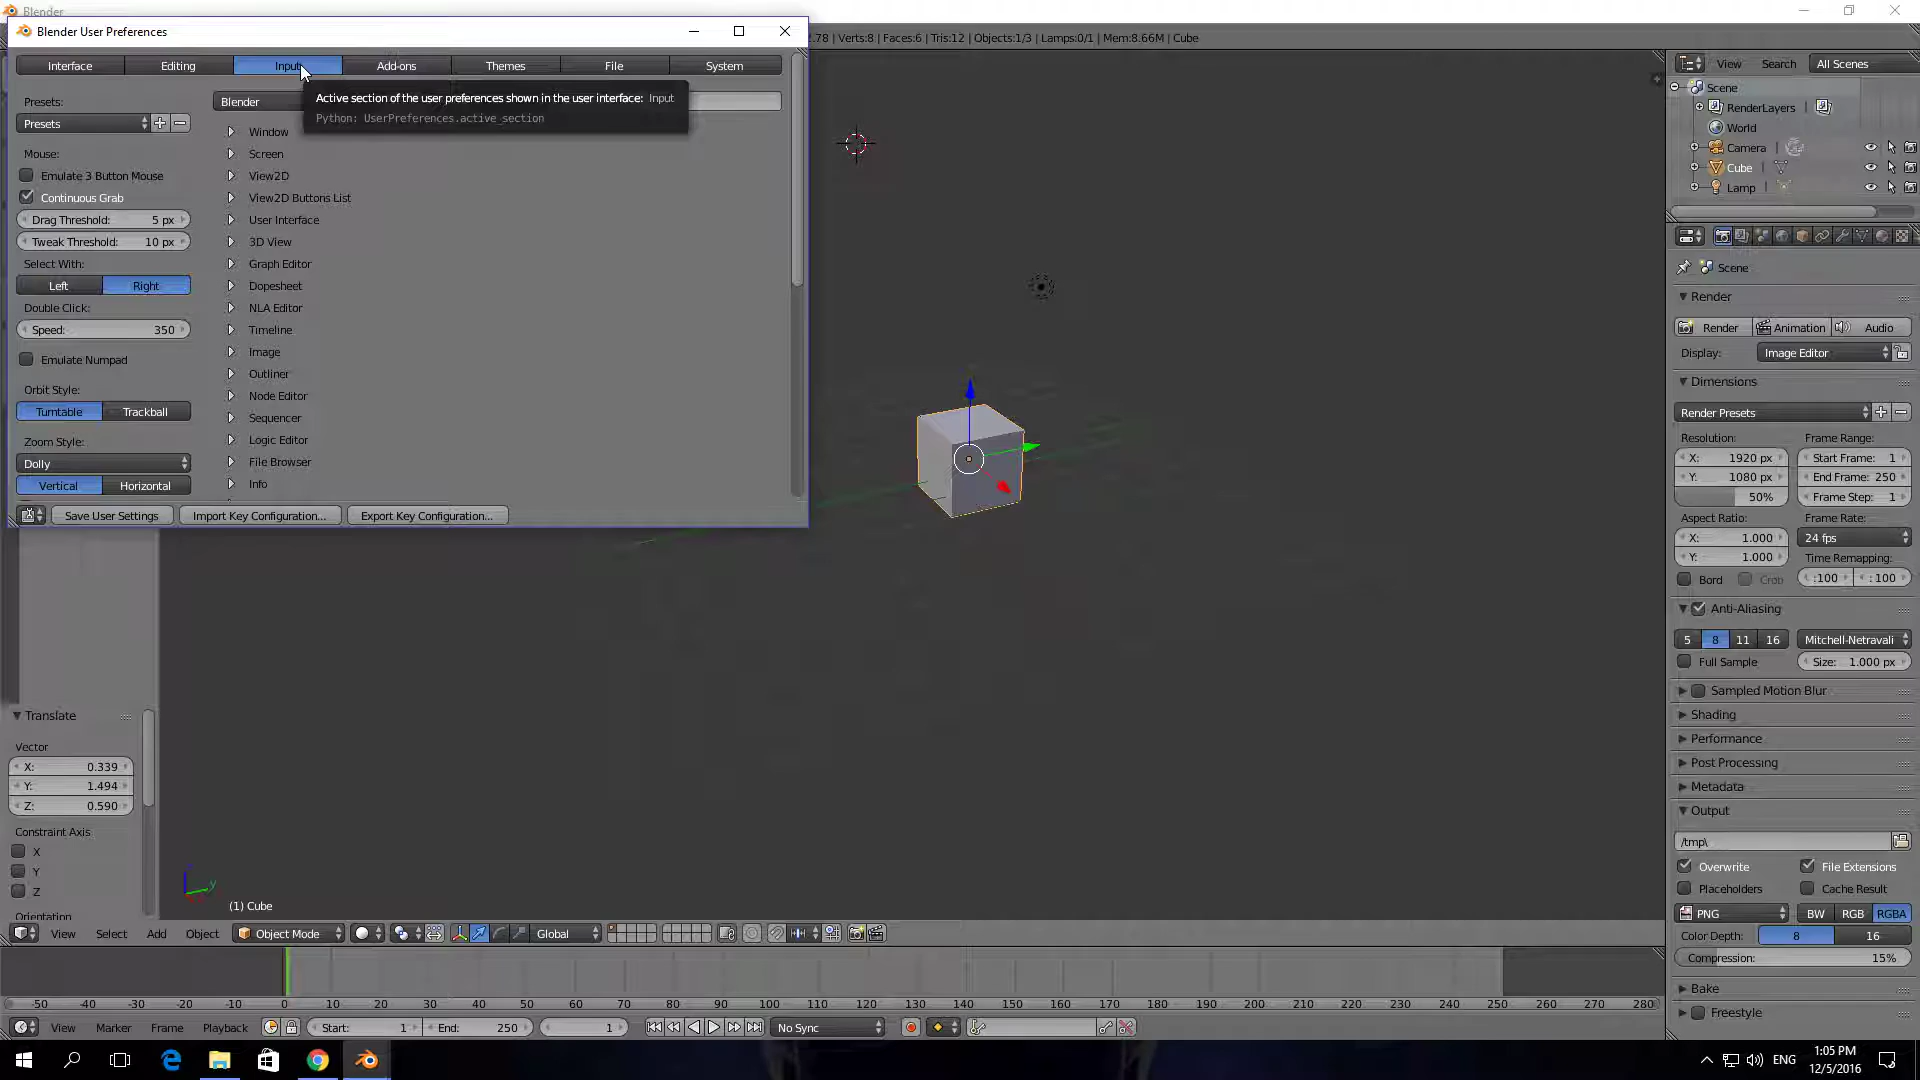 Blender
Blender User Preferences
.78 | Verts:8 | Faces:6 | Tris:12 | Objects:1/3 | Lamps:0/1 | Mem:8.66M | Cube
Interface
Editing
Input
Add-ons
Themes
File
System
Active section of the user preferences shown in the user interface: Input
Python: UserPreferences.active_section
Presets:
Presets
Mouse:
Emulate 3 Button Mouse
Continuous Grab
Drag Threshold: 5 px
Tweak Threshold: 10 px
Select With:
Left
Right
Double Click:
Speed: 350
Emulate Numpad
Orbit Style:
Turntable
Trackball
Zoom Style:
Dolly
Vertical
Horizontal
Blender
Window
Screen
View2D
View2D Buttons List
User Interface
3D View
Graph Editor
Dopesheet
NLA Editor
Timeline
Image
Outliner
Node Editor
Sequencer
Logic Editor
File Browser
Info
Save User Settings
Import Key Configuration...
Export Key Configuration...
Translate
Vector
X: 0.339
Y: 1.494
Z: 0.590
Constraint Axis
X
Y
Z
Orientation
y
(1) Cube
View
Select
Add
Object
Object Mode
Global
-50 -40 -30 -20 -10 0 10 20 30 40 50 60 70 80 90 100 110 120 130 140 150 160 170 180 190 200 210 220 230 240 250 260 270 280
View
Marker
Frame
Playback
Start: 1
End: 250
1
No Sync
View
Search
All Scenes
Scene
RenderLayers
World
Camera
Cube
Lamp
Scene
Render
Render
Animation
Audio
Display:
Image Editor
Dimensions
Render Presets
Resolution:
X: 1920 px
Y: 1080 px
50%
Frame Range:
Start Frame: 1
End Frame: 250
Frame Step: 1
Aspect Ratio:
X: 1.000
Y: 1.000
Frame Rate:
24 fps
Time Remapping:
:100
: 100
Bord
Crop
Anti-Aliasing
5
8
11
16
Mitchell-Netravali
Full Sample
Size: 1.000 px
Sampled Motion Blur
Shading
Performance
Post Processing
Metadata
Output
/tmp\
Overwrite
File Extensions
Placeholders
Cache Result
PNG
BW
RGB
RGBA
Color Depth:
8
16
Compression: 15%
Bake
Freestyle
ENG
1:05 PM
12/5/2016